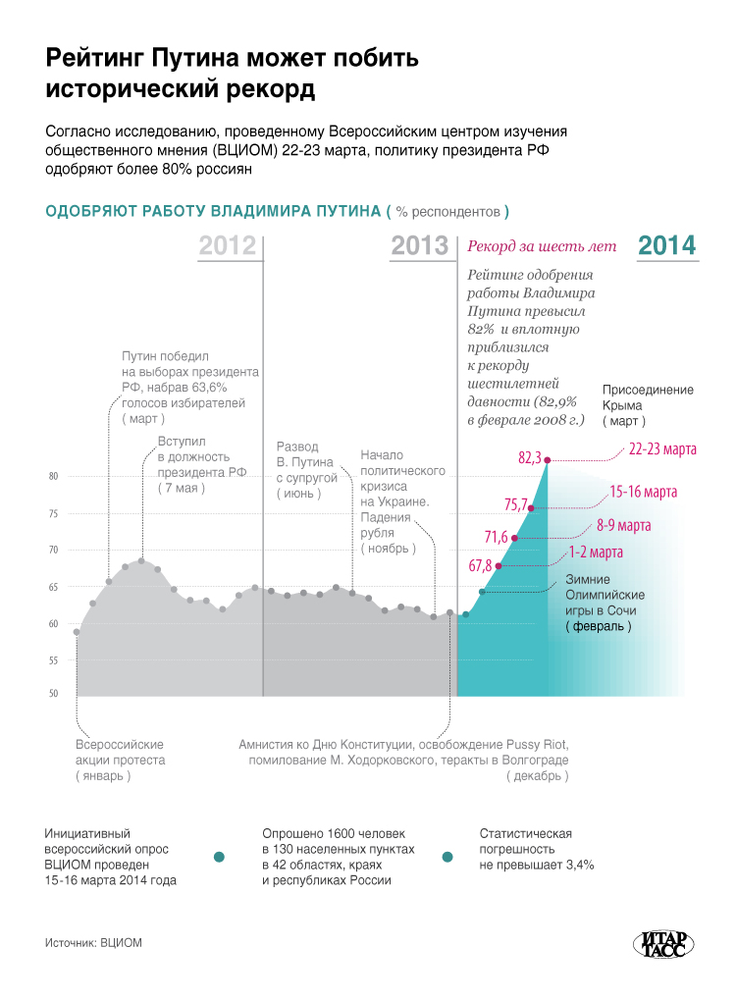 Рейтинг Путина может побить
исторический рекорд
Согласно исследованию, проведенному Всероссийским центром изучения
общественного мнения (ВЦИОМ) 22-23 марта, политику президента РФ
одобряют более 80% россиян
ОДОБРЯЮТ РАБОТУ ВЛАДИМИРА ПУТИНА ( % респондентов )
2012
2013
Рекорд за шесть лет
2014
Рейтинг одобрения
работы Владимира
Путина превысил
82% и вплотную
приблизился
к рекорду
шестилетней
давности (82,9%
в феврале 2008 г.)
Путин победил
на выборах президента
РФ, набрав 63,6%
голосов избирателей
( март )
Вступил
в должность
президента РФ
( 7 мая )
Развод
В. Путина
с супругой
( июнь )
Начало
политического
кризиса
на Украине.
Падения
рубля
( ноябрь )
Присоединение
Крыма
( март )
82,3
22-23 марта
75,7
15-16 марта
71,6
8-9 марта
67,8
1-2 марта
Зимние
Олимпийские
игры в Сочи
( февраль )
80
75
70
65
60
55
50
Всероссийские
акции протеста
( январь )
Амнистия ко Дню Конституции, освобождение Pussy Riot,
помилование М. Ходорковского, теракты в Волгограде
( декабрь )
Инициативный
всероссийский опрос
ВЦИОМ проведен
15-16 марта 2014 года
Опрошено 1600 человек
в 130 населенных пунктах
в 42 областях, краях
и республиках России
Статистическая
погрешность
не превышает 3,4%
Источник: ВЦИОМ
ИТАР
ТАСС